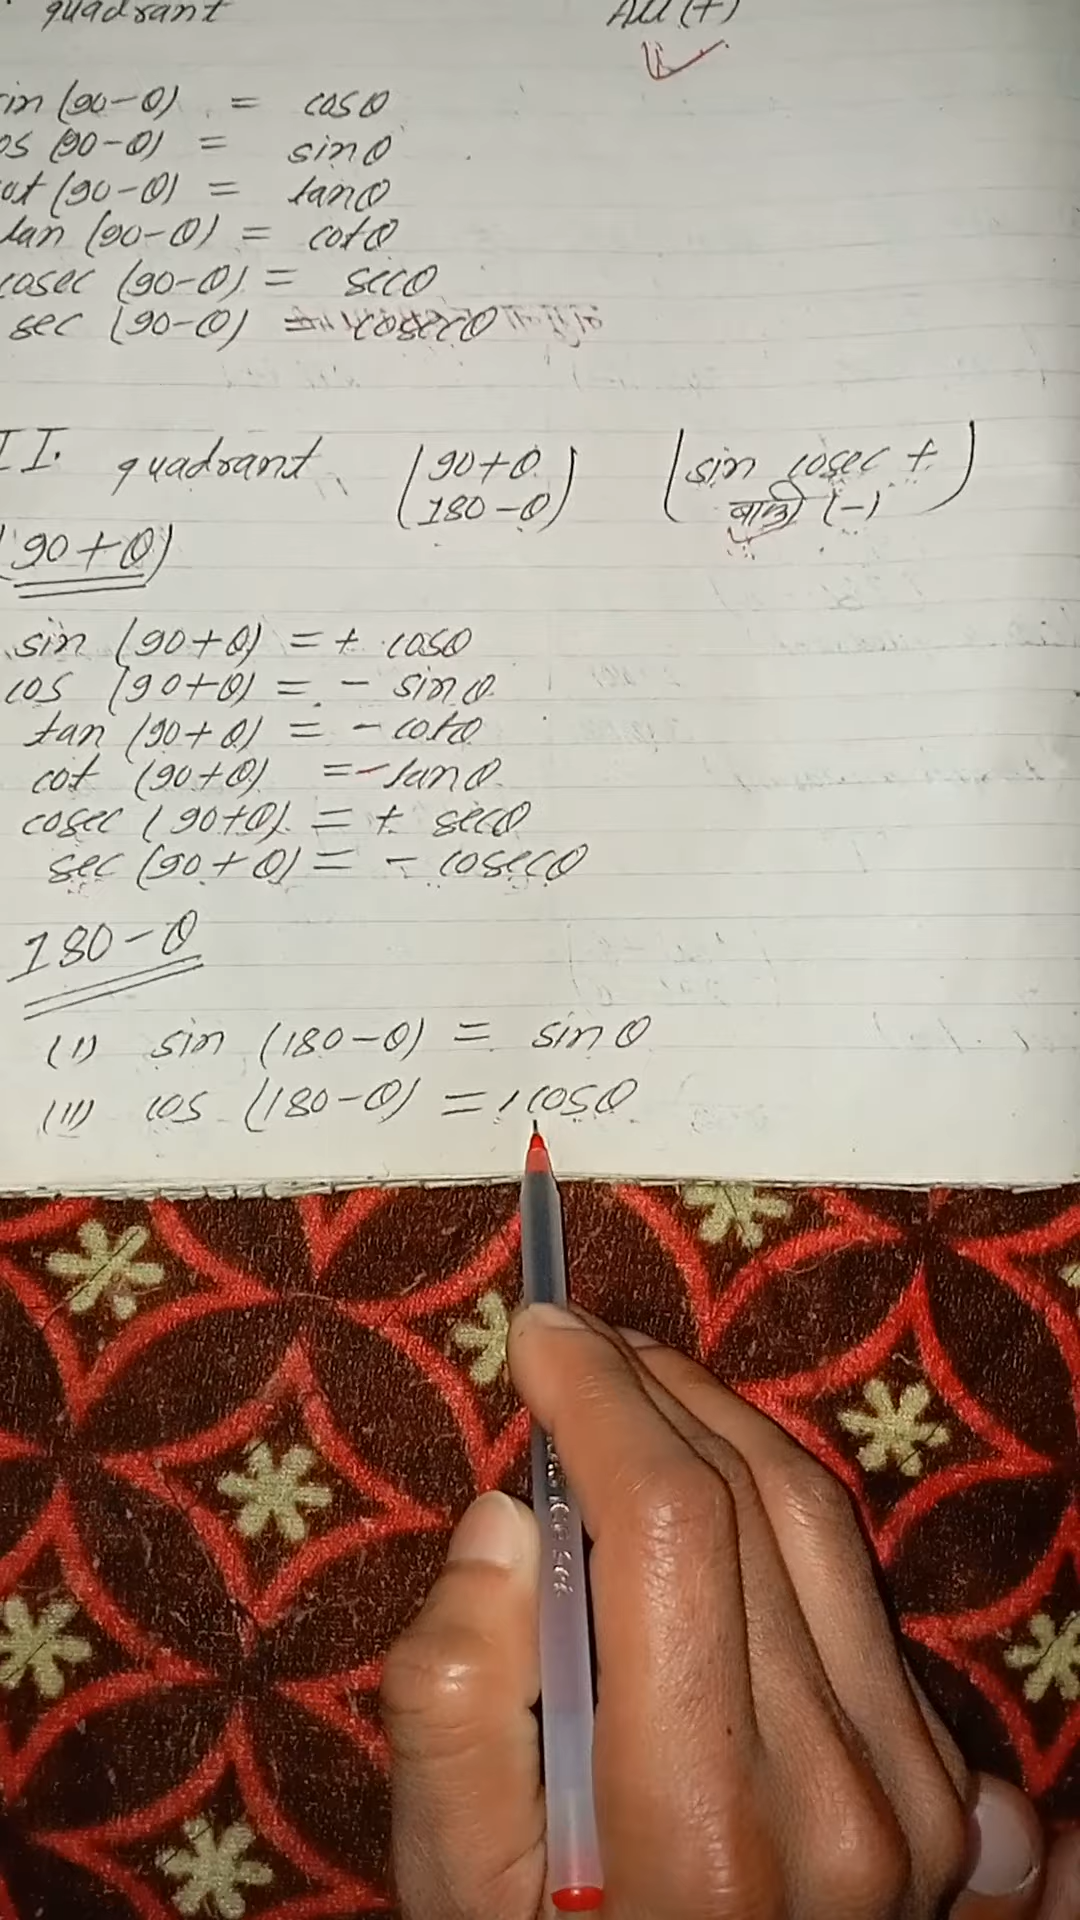 quadrant All (+)
in (90-θ) = cosθ
os (90-θ) = sinθ
ot (90-θ) = tanθ
tan (90-θ) = cotθ
cosec (90-θ) = secθ
sec (90-θ) = cosecθ
II. quadrant (90+θ 180-θ) (sin cosec + बाकी (-))
(90+θ)
sin (90+θ) = + cosθ
cos (90+θ) = - sinθ
tan (90+θ) = - cotθ
cot (90+θ) = - tanθ
cosec (90+θ) = + secθ
sec (90+θ) = - cosecθ
180-θ
(I) sin (180-θ) = sinθ
(II) cos (180-θ) = cosθ